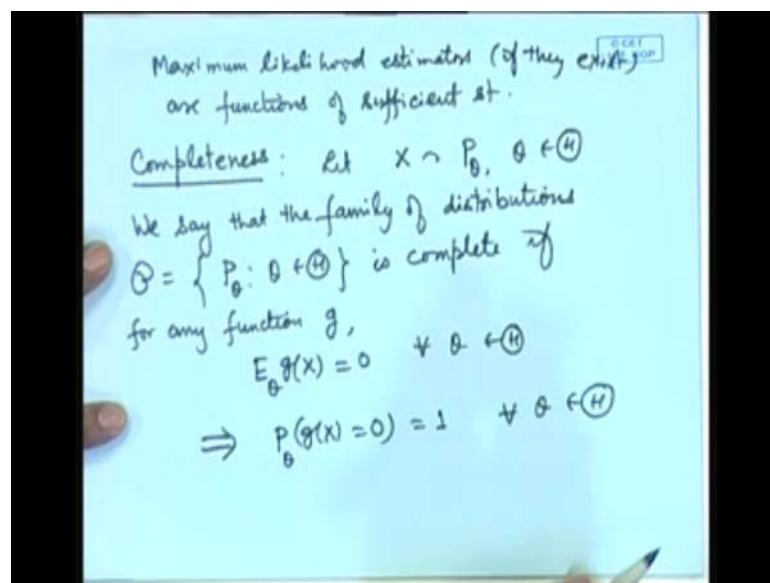 Maximum likelihood estimators (if they exist)
are functions of sufficient st.
Completeness : Let X ~ P_θ, θ ∈ Ⓗ
We say that the family of distributions
𝒫 = { P_θ : θ ∈ Ⓗ } is complete if
for any function g,
E_θ g(X) = 0 ∀ θ ∈ Ⓗ
⇒ P_θ(g(X) = 0) = 1 ∀ θ ∈ Ⓗ